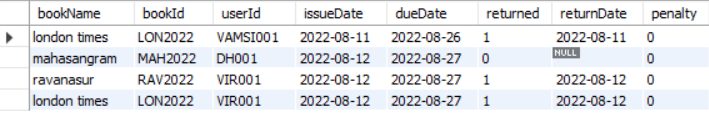 bookName bookId userId issueDate dueDate returned returnDate penalty
london times LON2022 VAMSI001 2022-08-11 2022-08-26 1 2022-08-11 0
mahasangram MAH2022 DH001 2022-08-12 2022-08-27 0 NULL 0
ravanasur RAV2022 VIR001 2022-08-12 2022-08-27 1 2022-08-12 0
london times LON2022 VIR001 2022-08-12 2022-08-27 1 2022-08-12 0